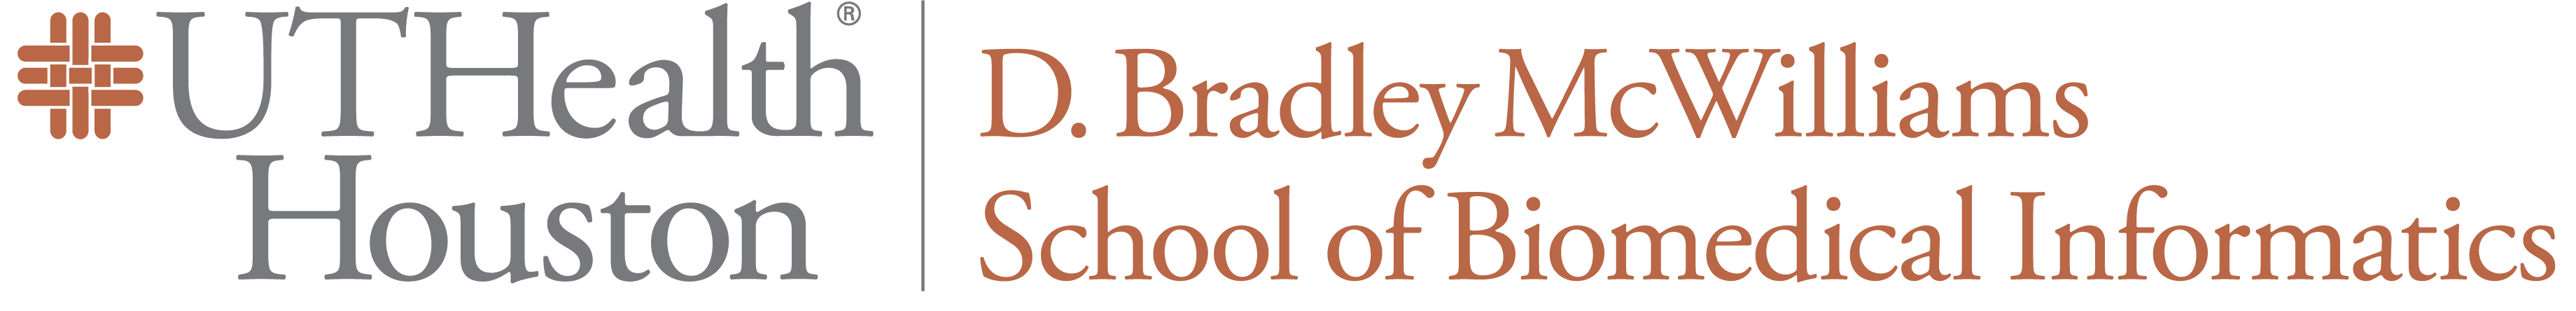 UTHealth®
Houston
D. Bradley McWilliams
School of Biomedical Informatics